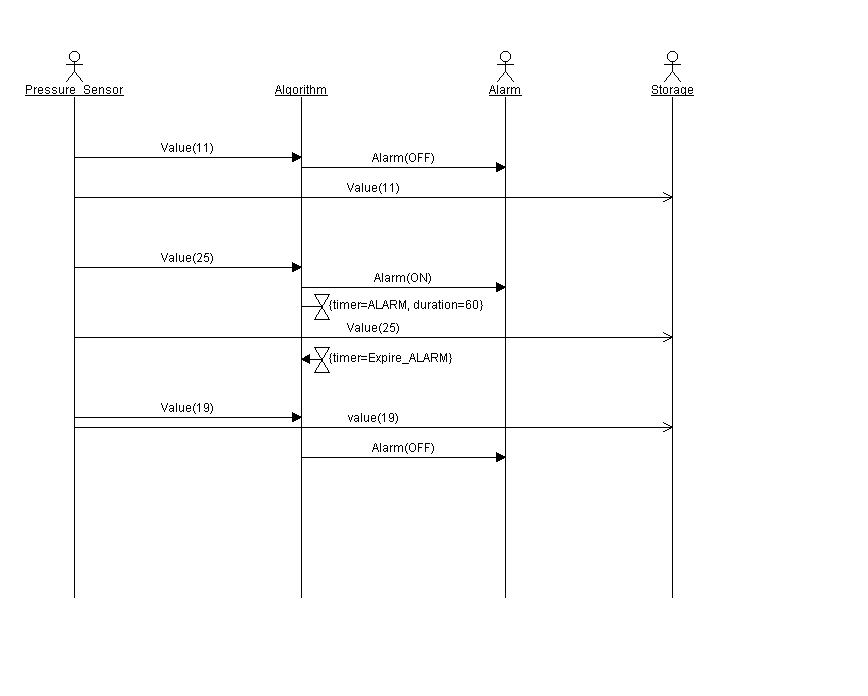 Pressure_Sensor
Algorithm
Alarm
Storage
Value(11)
Alarm(OFF)
Value(11)
Value(25)
Alarm(ON)
{timer=ALARM, duration=60}
Value(25)
{timer=Expire_ALARM}
Value(19)
value(19)
Alarm(OFF)